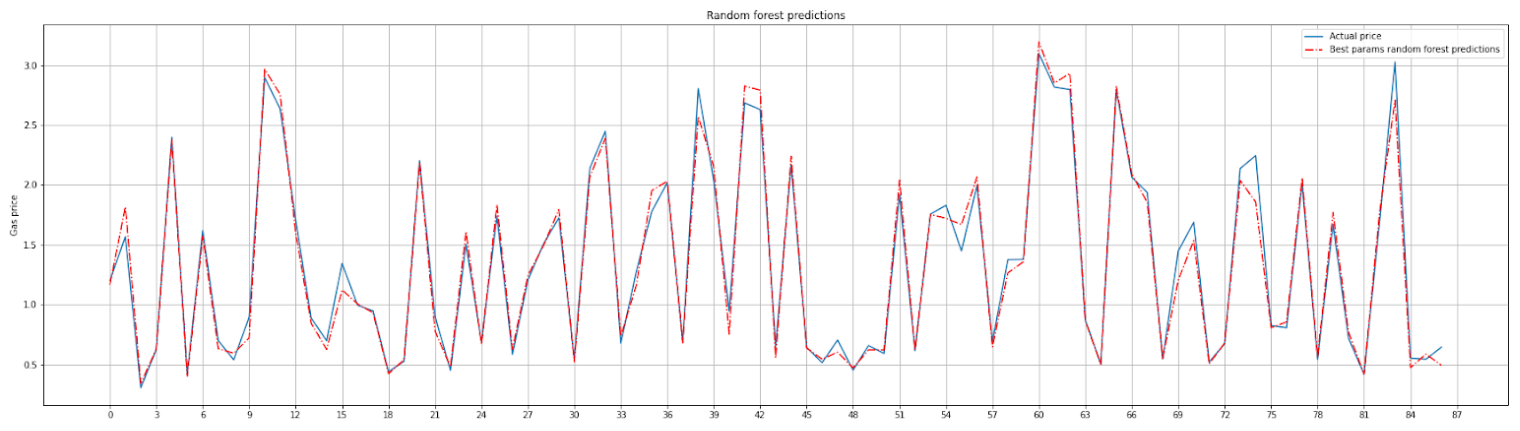 Random forest predictions
Actual price
Best params random forest predictions
Gas price
3.0
2.5
2.0
1.5
1.0
0.5
0 3 6 9 12 15 18 21 24 27 30 33 36 39 42 45 48 51 54 57 60 63 66 69 72 75 78 81 84 87